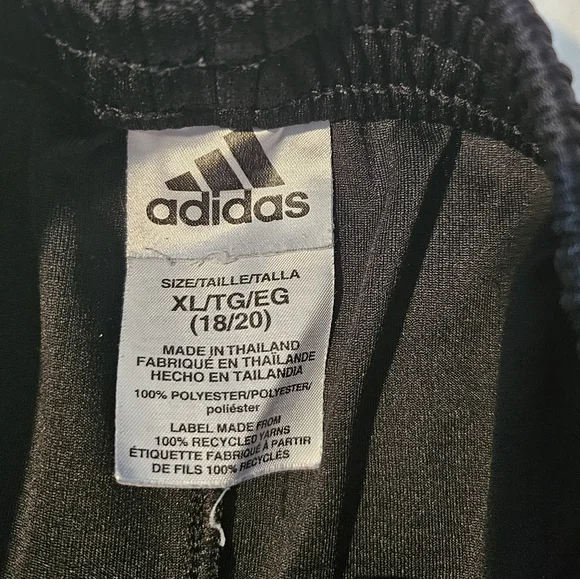 adidas
SIZE/TAILLE/TALLA
XL/TG/EG
(18/20)
MADE IN THAILAND
FABRIQUÉ EN THAÏLANDE
HECHO EN TAILANDIA
100% POLYESTER/POLYESTER/
poliéster
LABEL MADE FROM
100% RECYCLED YARNS
ÉTIQUETTE FABRIQUÉ À PARTIR
DE FILS 100% RECYCLÉS